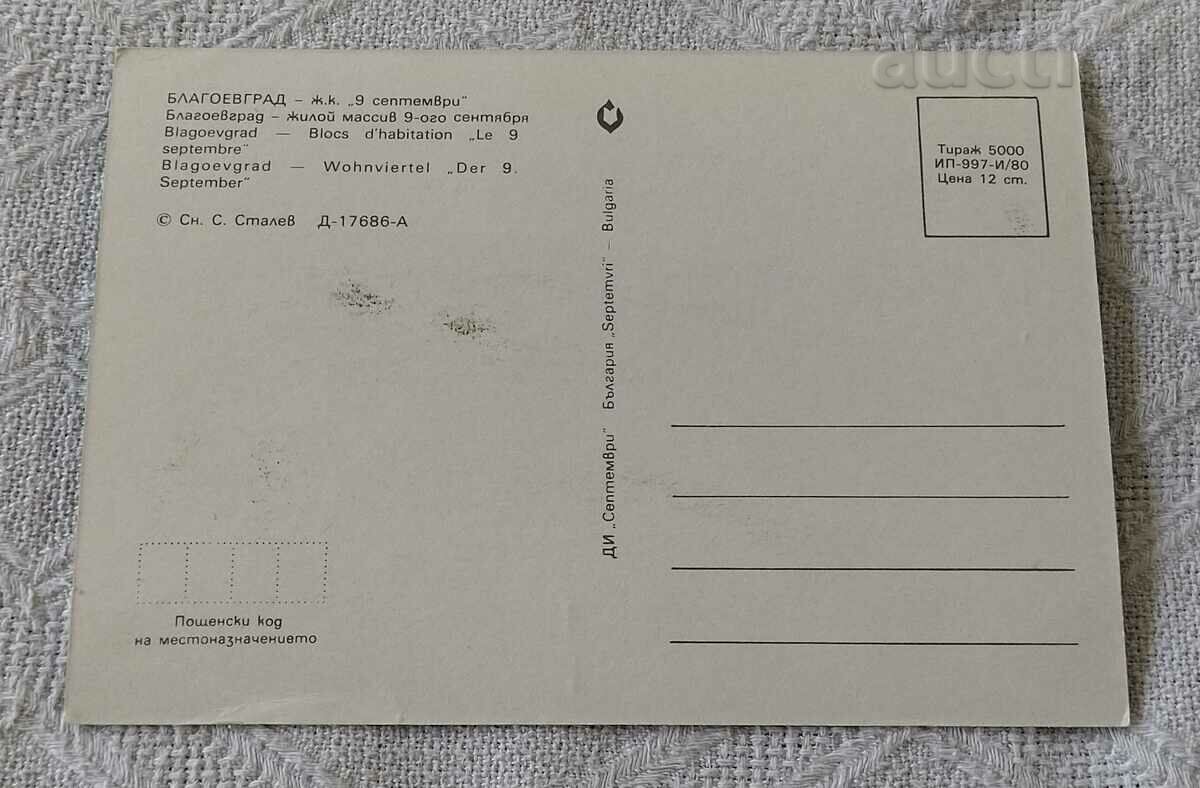 БЛАГОЕВГРАД – ж.к. „9 септември"
Благоевград – жилой массив 9-ого сентября
Blagoevgrad — Blocs d'habitation „Le 9
septembre"
Blagoevgrad — Wohnviertel „Der 9.
September"
© Сн. С. Сталев Д-17686-А
ДИ „Септември" България „Septemvri" – Bulgaria
aucti
Тираж 5000
ИП-997-И/80
Цена 12 ст.
Пощенски код
на местоназначението